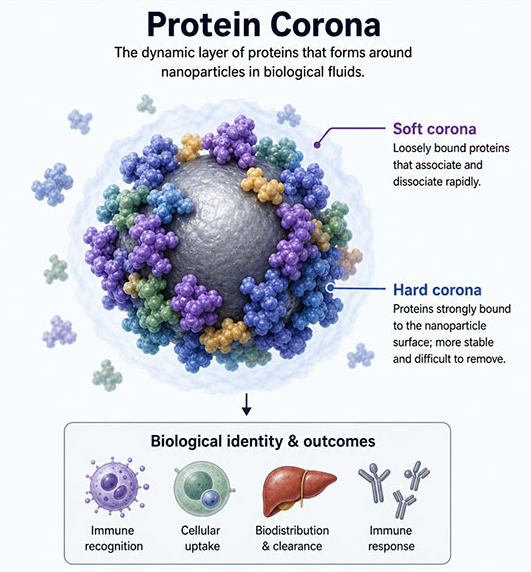 Protein Corona
The dynamic layer of proteins that forms around
nanoparticles in biological fluids.
Soft corona
Loosely bound proteins
that associate and
dissociate rapidly.
Hard corona
Proteins strongly bound
to the nanoparticle
surface; more stable
and difficult to remove.
Biological identity & outcomes
Immune
recognition
Cellular
uptake
Biodistribution
& clearance
Immune
response